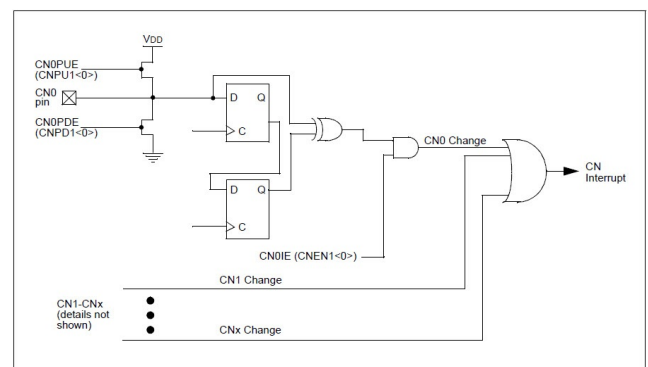 VDD
CN0PUE
(CNPU1<0>)
CN0
pin
CN0PDE
(CNPD1<0>)
D Q
C
D Q
C
CN0 Change
CN
Interrupt
CN0IE (CNEN1<0>)
CN1 Change
CN1-CNx
(details not
shown)
CNx Change